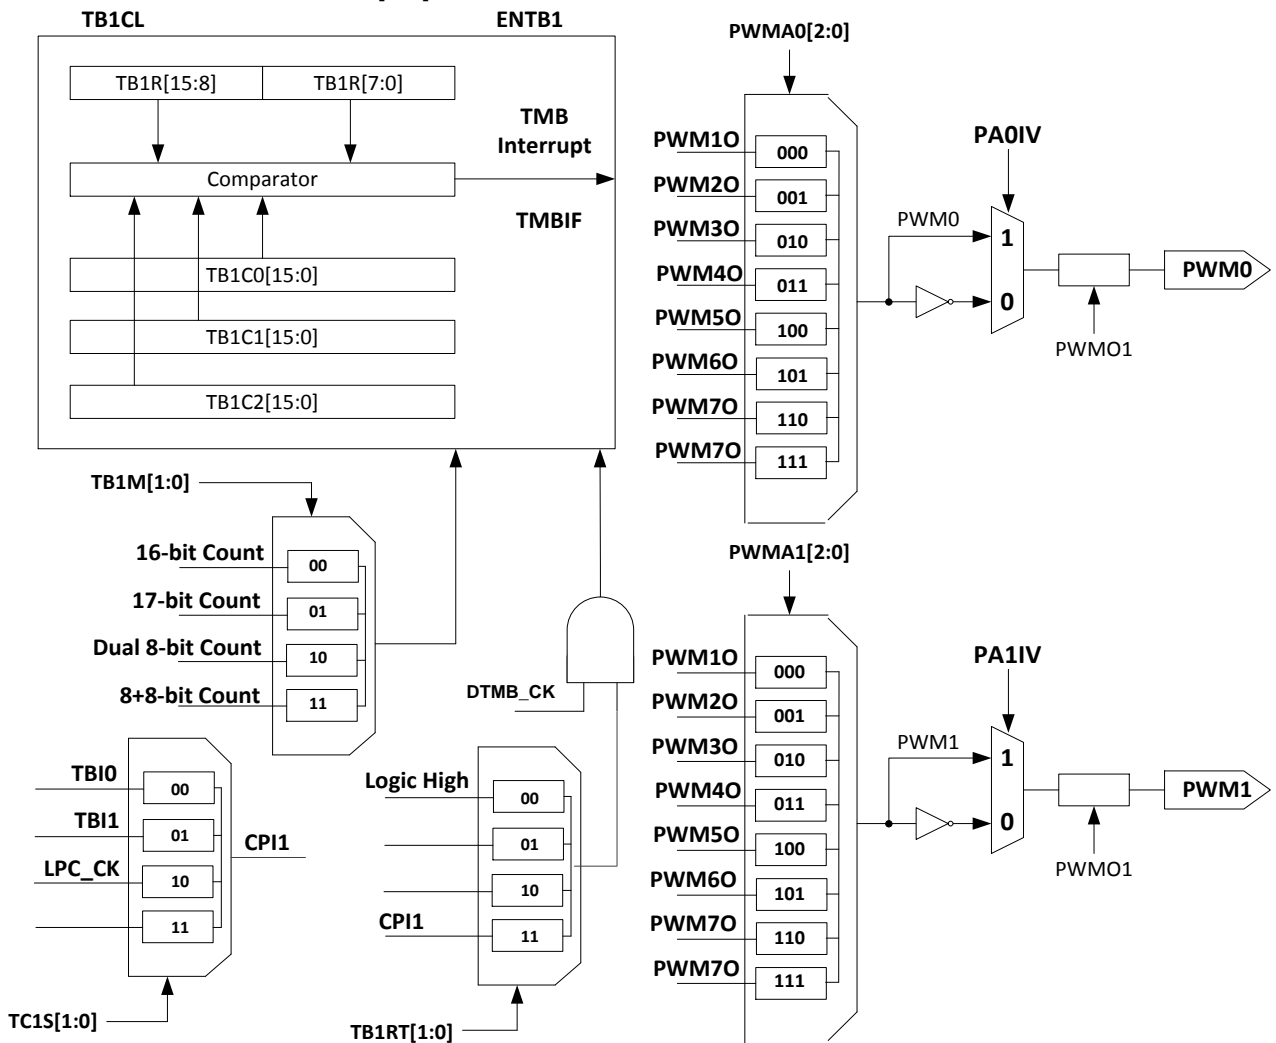 TB1CL
ENTB1
TB1R[15:8]
TB1R[7:0]
TMB
Interrupt
Comparator
TMBIF
TB1C0[15:0]
TB1C1[15:0]
TB1C2[15:0]
TB1M[1:0]
16-bit Count
00
17-bit Count
01
Dual 8-bit Count
10
8+8-bit Count
11
DTMB_CK
TBI0
00
TBI1
01
LPC_CK
10
11
CPI1
TC1S[1:0]
Logic High
00
01
10
CPI1
11
TB1RT[1:0]
PWMA0[2:0]
PWM1O
000
PWM2O
001
PWM3O
010
PWM4O
011
PWM5O
100
PWM6O
101
PWM7O
110
PWM7O
111
PA0IV
PWM0
1
0
PWMO1
PWM0
PWMA1[2:0]
PWM1O
000
PWM2O
001
PWM3O
010
PWM4O
011
PWM5O
100
PWM6O
101
PWM7O
110
PWM7O
111
PA1IV
PWM1
1
0
PWMO1
PWM1